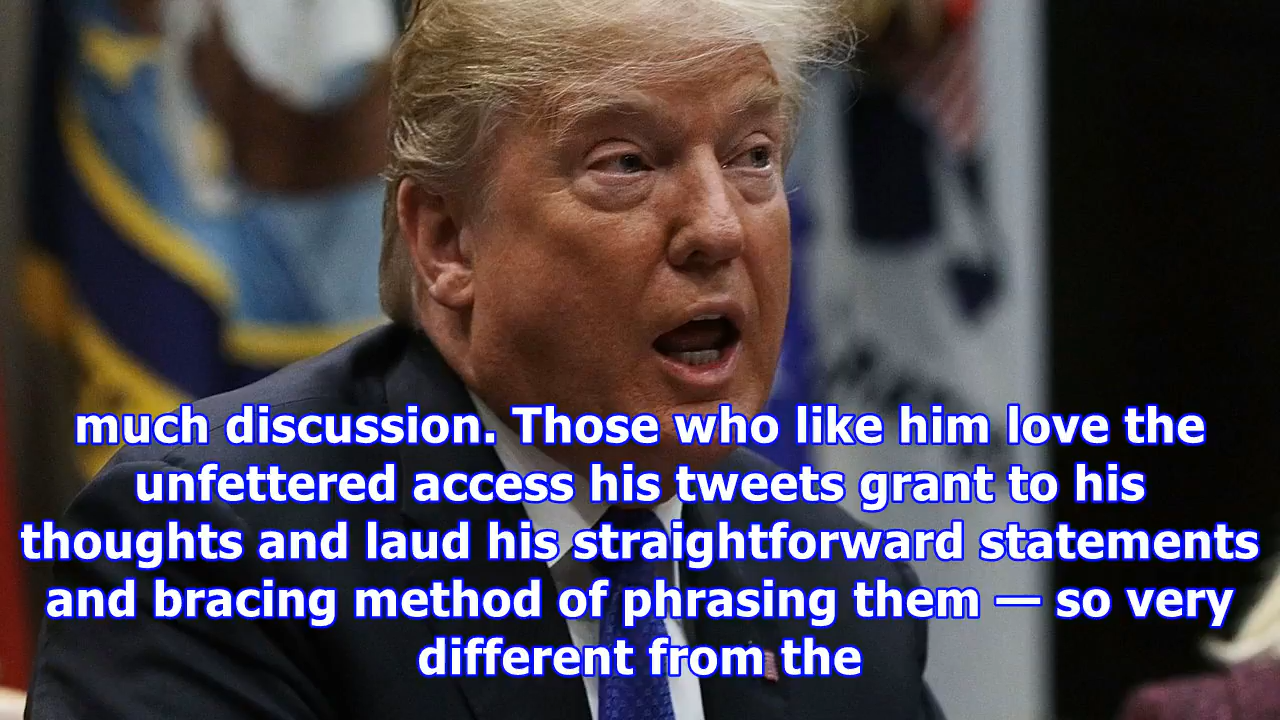 much discussion. Those who like him love the
unfettered access his tweets grant to his
thoughts and laud his straightforward statements
and bracing method of phrasing them — so very
different from the